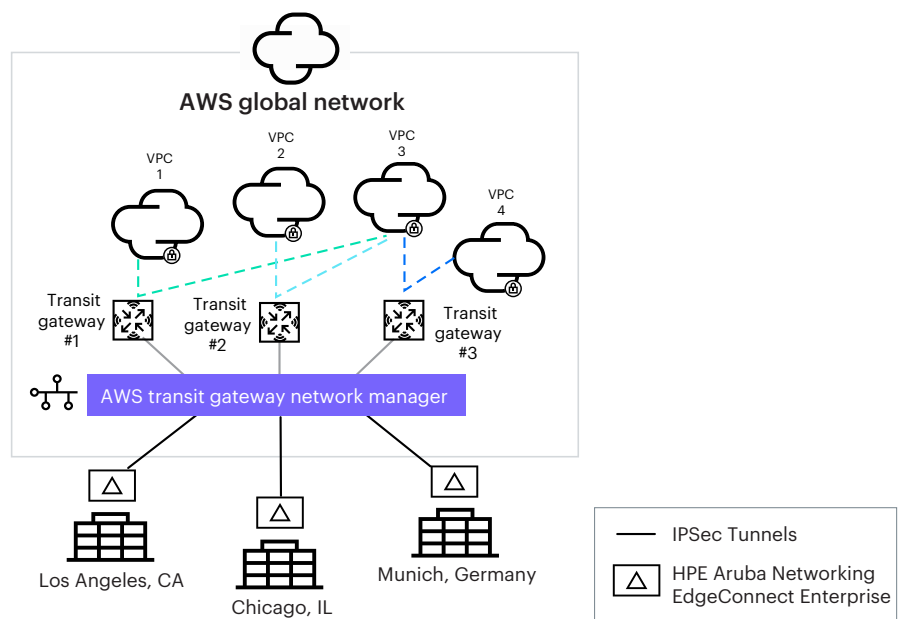 AWS global network
VPC
1
VPC
2
VPC
3
VPC
4
Transit
gateway
#1
Transit
gateway
#2
Transit
gateway
#3
AWS transit gateway network manager
Los Angeles, CA
Chicago, IL
Munich, Germany
IPSec Tunnels
HPE Aruba Networking
EdgeConnect Enterprise